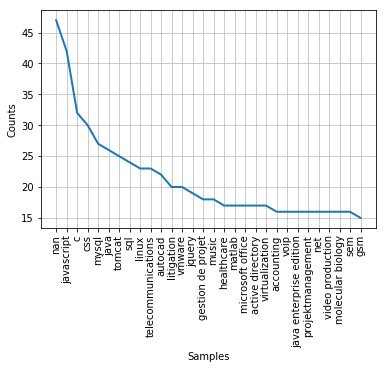 45
40
35
30
25
20
15
Counts
nan
javascript
c
css
mysql
java
tomcat
sql
linux
telecommunications
autocad
litigation
vmware
jquery
gestion de projet
music
healthcare
matlab
microsoft office
active directory
virtualization
accounting
voip
java enterprise edition
projektmanagement
net
video production
molecular biology
sem
gsm
Samples